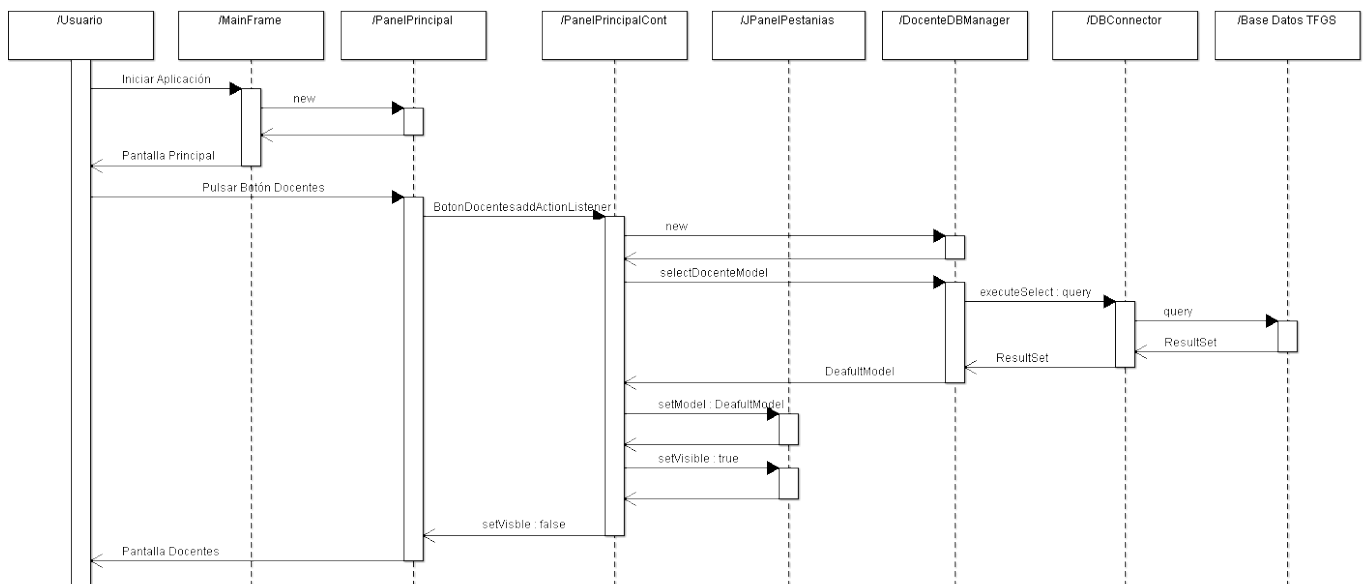 /Usuario /MainFrame /PanelPrincipal /PanelPrincipalCont /JPanelPestanias /DocenteDBManager /DBConnector /Base Datos TFGS
Iniciar Aplicación
new
Pantalla Principal
Pulsar Botón Docentes
BotonDocentesaddActionListener
new
selectDocenteModel
executeSelect : query
query
ResultSet
ResultSet
DeafultModel
setModel : DeafultModel
setVisible : true
setVisble : false
Pantalla Docentes